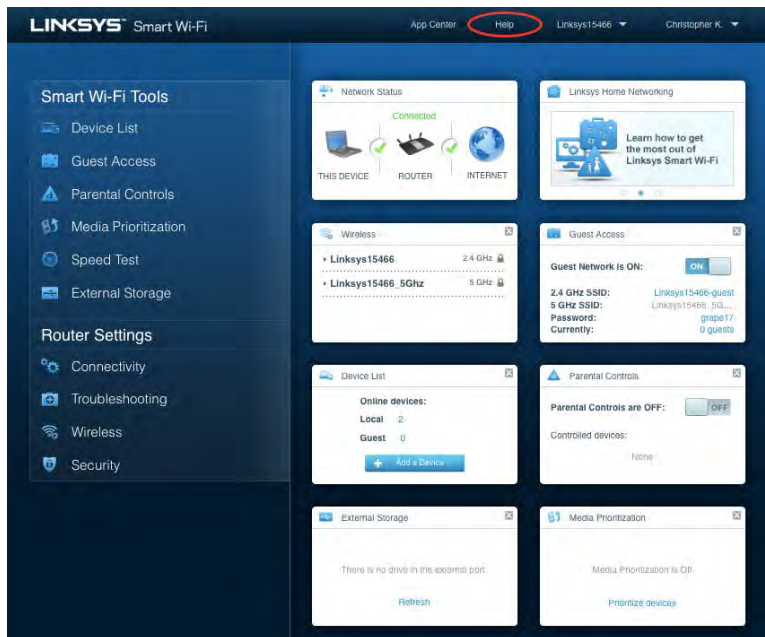 LINKSYS™ Smart Wi-Fi
App Center
Help
Linksys15466
Christopher K.
Smart Wi-Fi Tools
Device List
Guest Access
Parental Controls
Media Prioritization
Speed Test
External Storage
Router Settings
Connectivity
Troubleshooting
Wireless
Security
Network Status
Connected
THIS DEVICE
ROUTER
INTERNET
Linksys Home Networking
Learn how to get
the most out of
Linksys Smart Wi-Fi
Wireless
Linksys15466 2.4 GHz
Linksys15466_5Ghz 5 GHz
Guest Access
Guest Network is ON: ON
2.4 GHz SSID: Linksys15466-guest
5 GHz SSID: Linksys15466_5G...
Password: grape17
Currently: 0 guests
Device List
Online devices:
Local 2
Guest 0
Add a Device
Parental Controls
Parental Controls are OFF: OFF
Controlled devices:
None
External Storage
There is no drive in the external port.
Refresh
Media Prioritization
Media Prioritization is Off
Prioritize devices